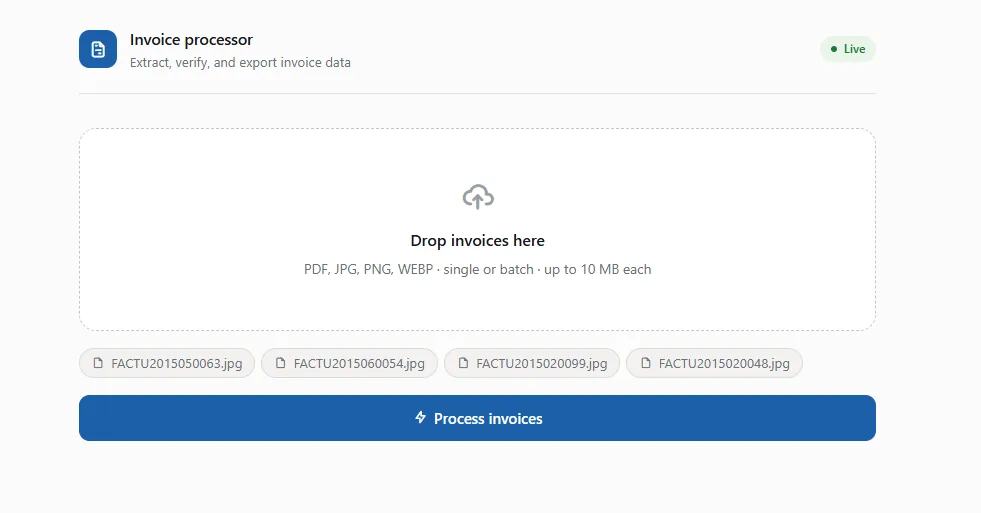 Invoice processor
Extract, verify, and export invoice data
Live
Drop invoices here
PDF, JPG, PNG, WEBP · single or batch · up to 10 MB each
FACTU2015050063.jpg
FACTU2015060054.jpg
FACTU2015020099.jpg
FACTU2015020048.jpg
Process invoices